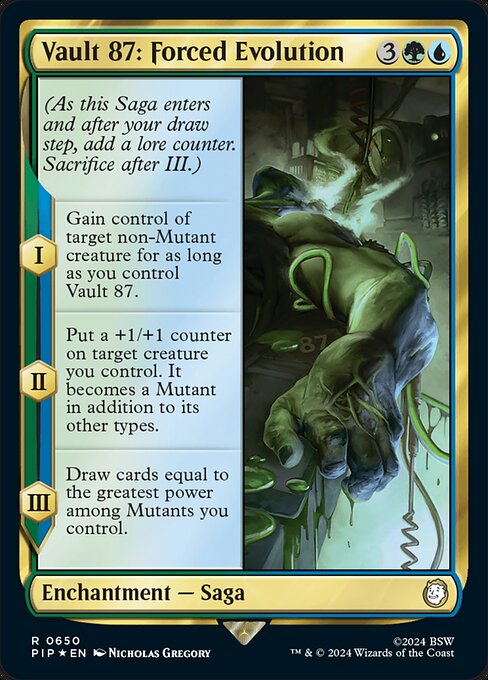 Vault 87: Forced Evolution 3
(As this Saga enters
and after your draw
step, add a lore counter.
Sacrifice after III.)
I
Gain control of
target non-Mutant
creature for as long
as you control
Vault 87.
II
Put a +1/+1 counter
on target creature
you control. It
becomes a Mutant
in addition to its
other types.
III
Draw cards equal to
the greatest power
among Mutants you
control.
87
Enchantment — Saga
R 0650
PIP ★ EN Nicholas Gregory
©2024 BSW
™ & © 2024 Wizards of the Coast